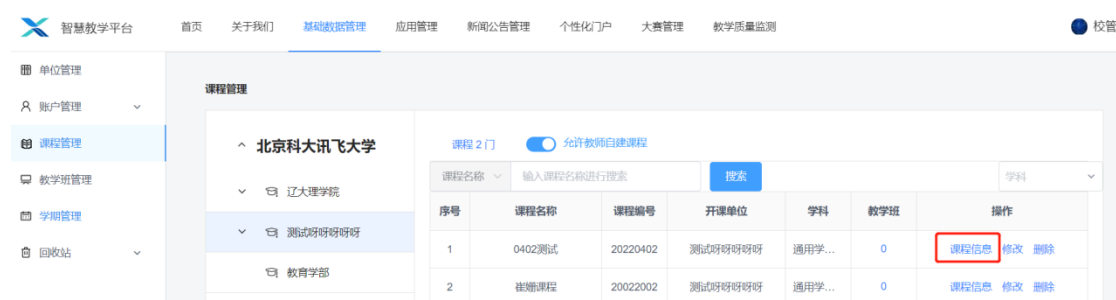 智慧教学平台 首页 关于我们 基础数据管理 应用管理 新闻公告管理 个性化门户 大赛管理 教学质量监测 校管
单位管理
账户管理
课程管理
教学班管理
学期管理
回收站
课程管理
北京科大讯飞大学
辽大理学院
测试呀呀呀呀呀
教育学部
课程 2 门 允许教师自建课程
课程名称 输入课程名称进行搜索 搜索 学科
序号 课程名称 课程编号 开课单位 学科 教学班 操作
1 0402测试 20220402 测试呀呀呀呀呀 通用学... 0 课程信息 修改 删除
2 崔姗课程 20022002 测试呀呀呀呀呀 通用学... 0 课程信息 修改 删除